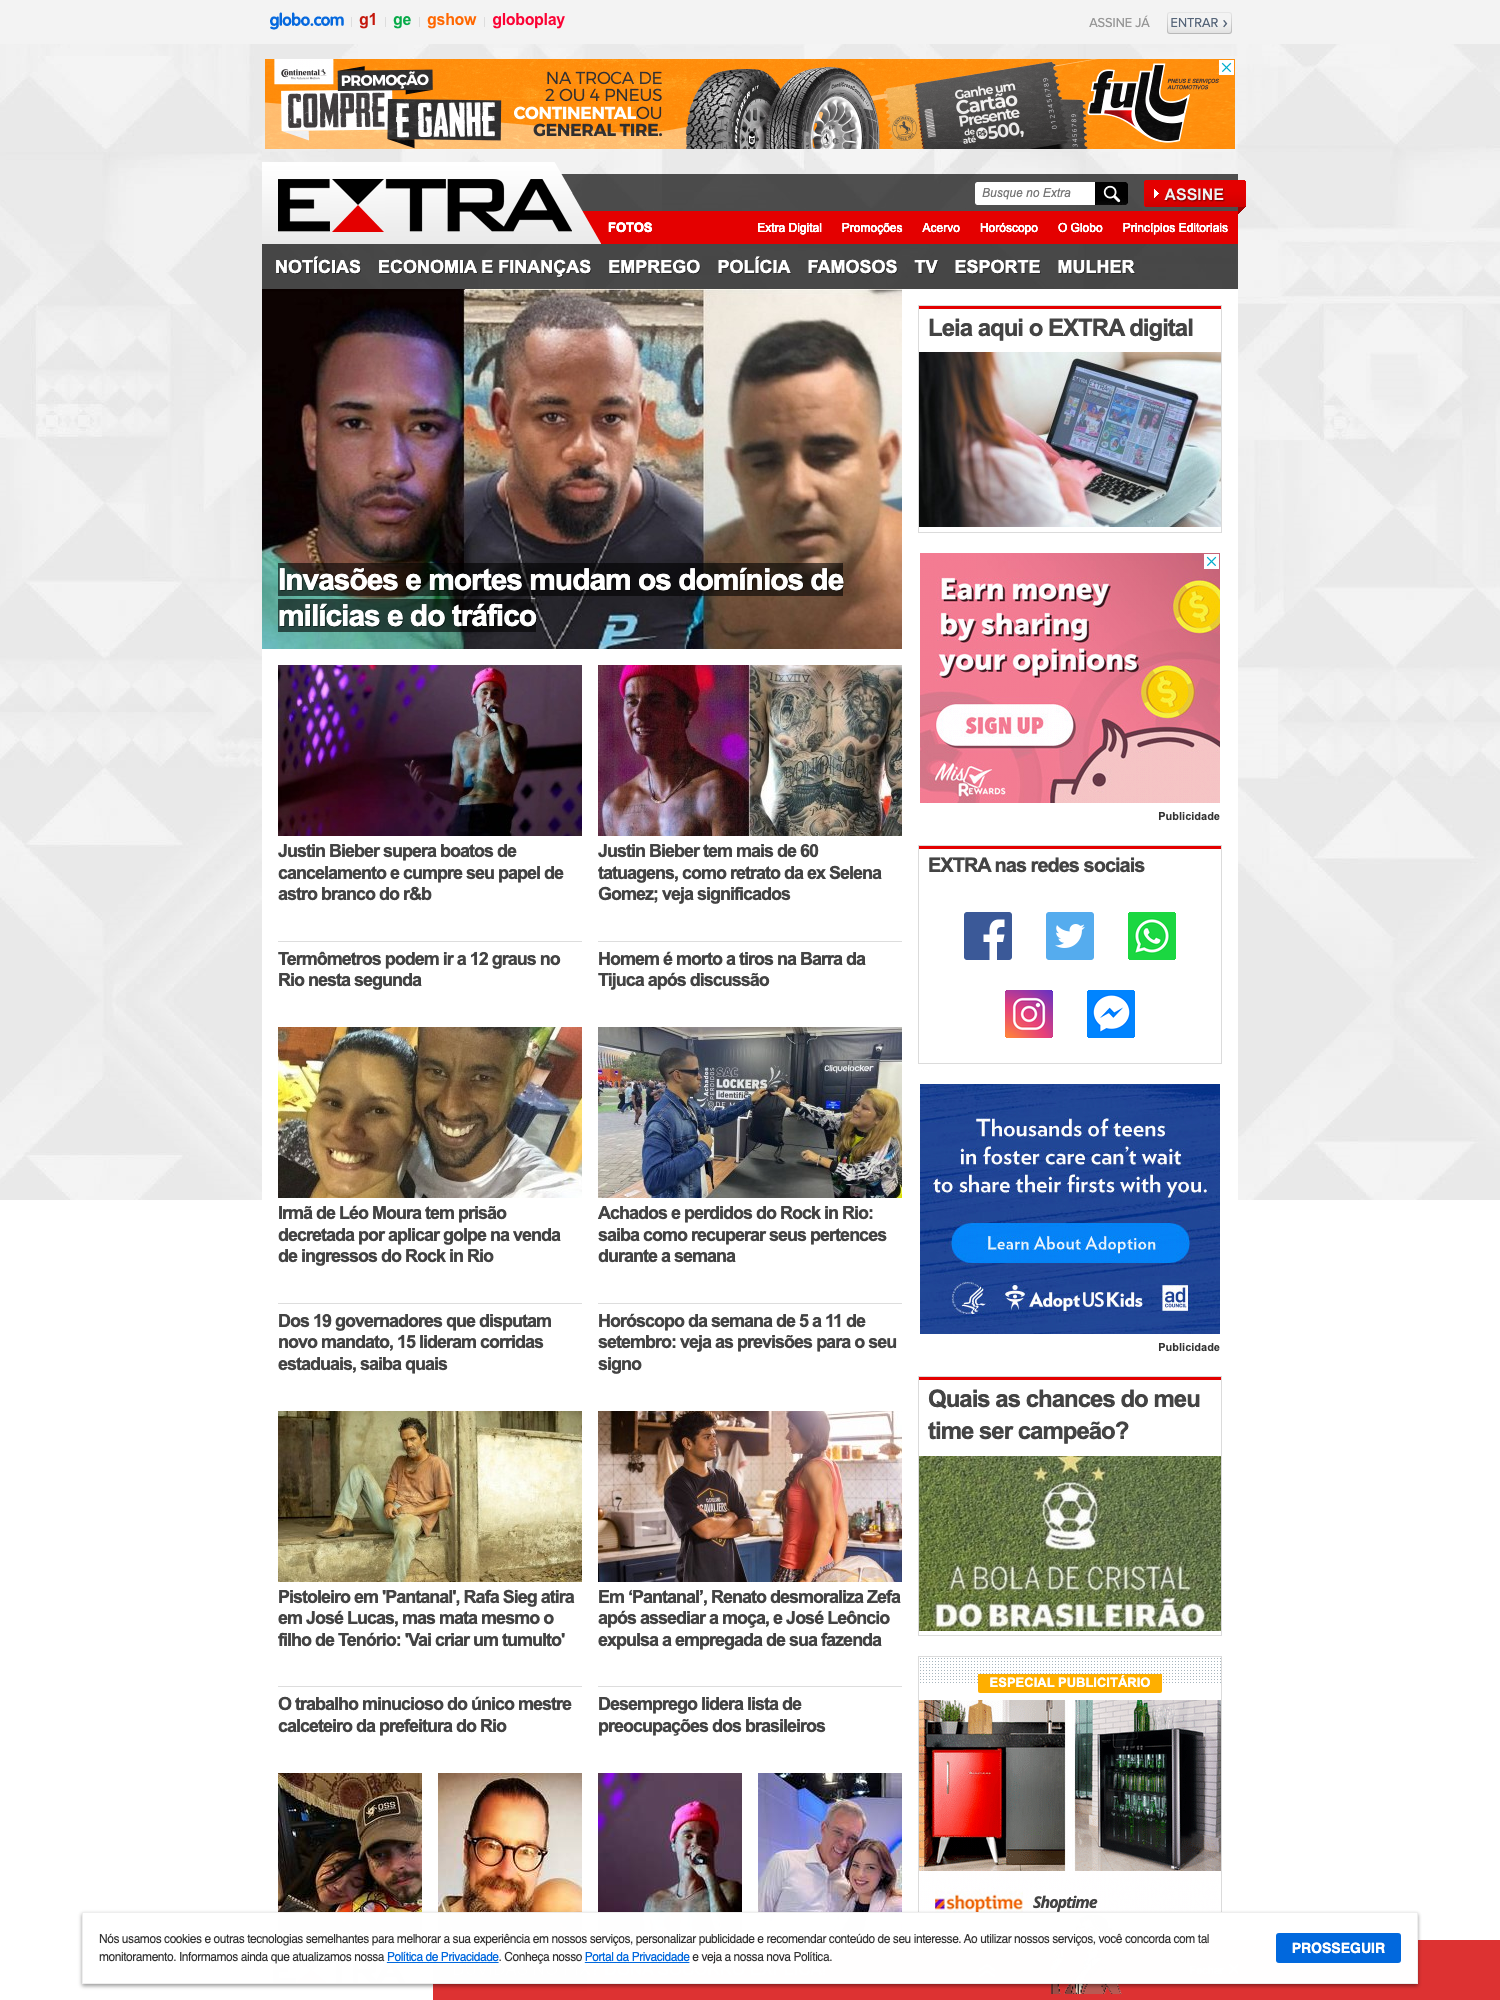 globo.com
g1
ge
gshow
globoplay
ASSINE JÁ
ENTRAR
Continental
PROMOÇÃO
COMPRE E GANHE
NA TROCA DE
2 OU 4 PNEUS
CONTINENTAL OU
GENERAL TIRE.
Ganhe um
Cartão
Presente
de até R$ 500,
full
PNEUS E SERVIÇOS
AUTOMOTIVOS
EXTRA
Busque no Extra
ASSINE
FOTOS
Extra Digital
Promoções
Acervo
Horóscopo
O Globo
Princípios Editoriais
NOTÍCIAS
ECONOMIA E FINANÇAS
EMPREGO
POLÍCIA
FAMOSOS
TV
ESPORTE
MULHER
Invasões e mortes mudam os domínios de
milícias e do tráfico
Justin Bieber supera boatos de
cancelamento e cumpre seu papel de
astro branco do r&b
Justin Bieber tem mais de 60
tatuagens, como retrato da ex Selena
Gomez; veja significados
Termômetros podem ir a 12 graus no
Rio nesta segunda
Homem é morto a tiros na Barra da
Tijuca após discussão
SAC
LOCKERS
Cliquelocker
Irmã de Léo Moura tem prisão
decretada por aplicar golpe na venda
de ingressos do Rock in Rio
Achados e perdidos do Rock in Rio:
saiba como recuperar seus pertences
durante a semana
Dos 19 governadores que disputam
novo mandato, 15 lideram corridas
estaduais, saiba quais
Horóscopo da semana de 5 a 11 de
setembro: veja as previsões para o seu
signo
Pistoleiro em 'Pantanal', Rafa Sieg atira
em José Lucas, mas mata mesmo o
filho de Tenório: 'Vai criar um tumulto'
Em ‘Pantanal’, Renato desmoraliza Zefa
após assediar a moça, e José Leôncio
expulsa a empregada de sua fazenda
O trabalho minucioso do único mestre
calceteiro da prefeitura do Rio
Desemprego lidera lista de
preocupações dos brasileiros
OSS
Leia aqui o EXTRA digital
Earn money
by sharing
your opinions
SIGN UP
Mis
REWARDS
Publicidade
EXTRA nas redes sociais
Thousands of teens
in foster care can't wait
to share their firsts with you.
Learn About Adoption
AdoptUSKids
ad
COUNCIL
Publicidade
Quais as chances do meu
time ser campeão?
A BOLA DE CRISTAL
DO BRASILEIRÃO
ESPECIAL PUBLICITÁRIO
shoptime
Shoptime
Nós usamos cookies e outras tecnologias semelhantes para melhorar a sua experiência em nossos serviços, personalizar publicidade e recomendar conteúdo de seu interesse. Ao utilizar nossos serviços, você concorda com tal
monitoramento. Informamos ainda que atualizamos nossa Política de Privacidade. Conheça nosso Portal da Privacidade e veja a nossa nova Política.
PROSSEGUIR